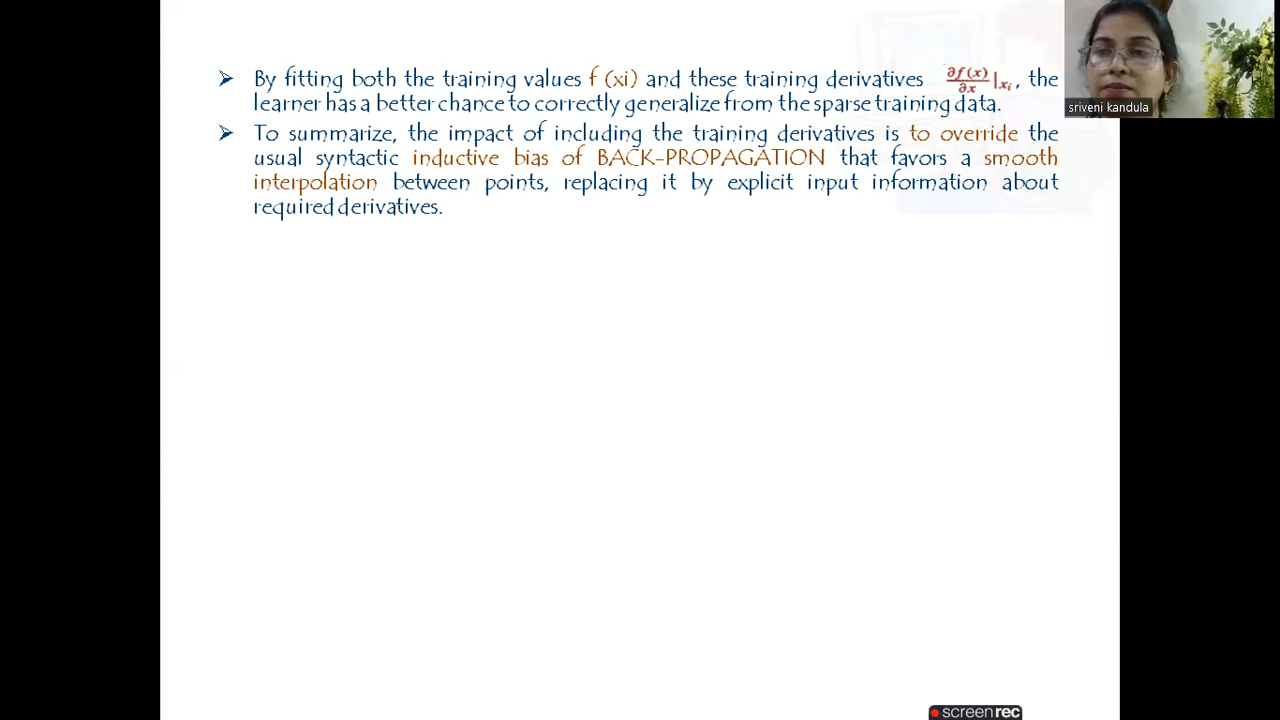 ➢ By fitting both the training values f (xi) and these training derivatives ∂f(x)/∂x |xi , the
learner has a better chance to correctly generalize from the sparse training data.
➢ To summarize, the impact of including the training derivatives is to override the
usual syntactic inductive bias of BACK-PROPAGATION that favors a smooth
interpolation between points, replacing it by explicit input information about
required derivatives.
sriveni kandula
screenrec